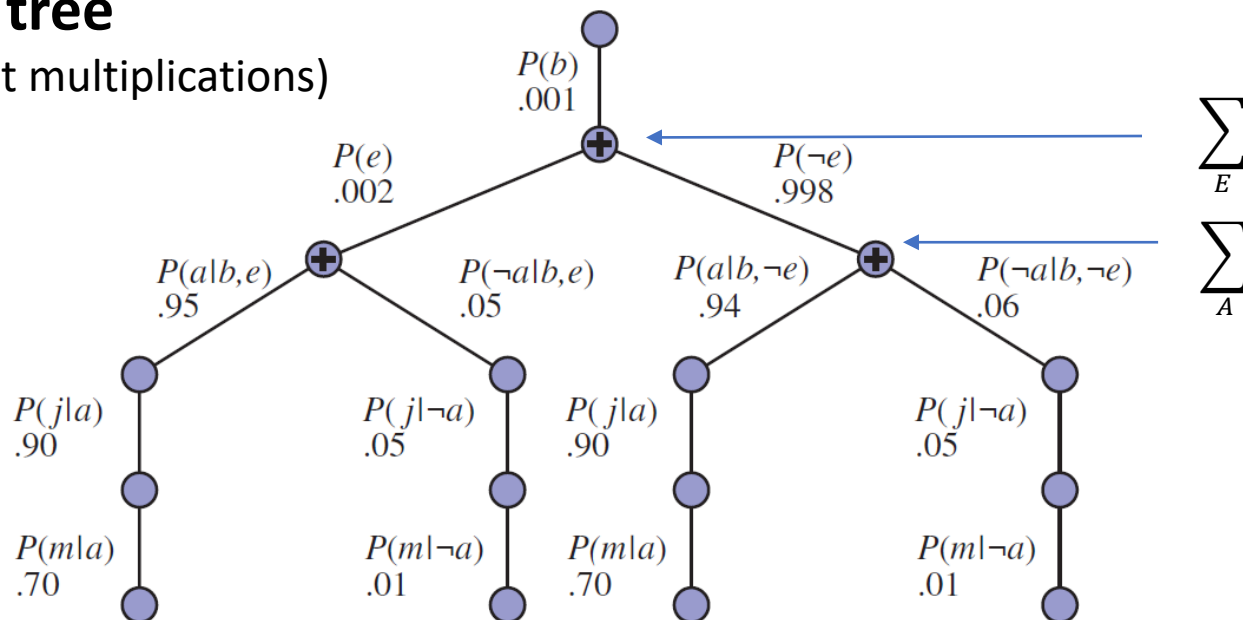 tree
t multiplications)
P(b)
.001
∑
E
P(e)
.002
P(¬e)
.998
∑
A
P(a|b,e)
.95
P(¬a|b,e)
.05
P(a|b,¬e)
.94
P(¬a|b,¬e)
.06
P(j|a)
.90
P(j|¬a)
.05
P(j|a)
.90
P(j|¬a)
.05
P(m|a)
.70
P(m|¬a)
.01
P(m|a)
.70
P(m|¬a)
.01